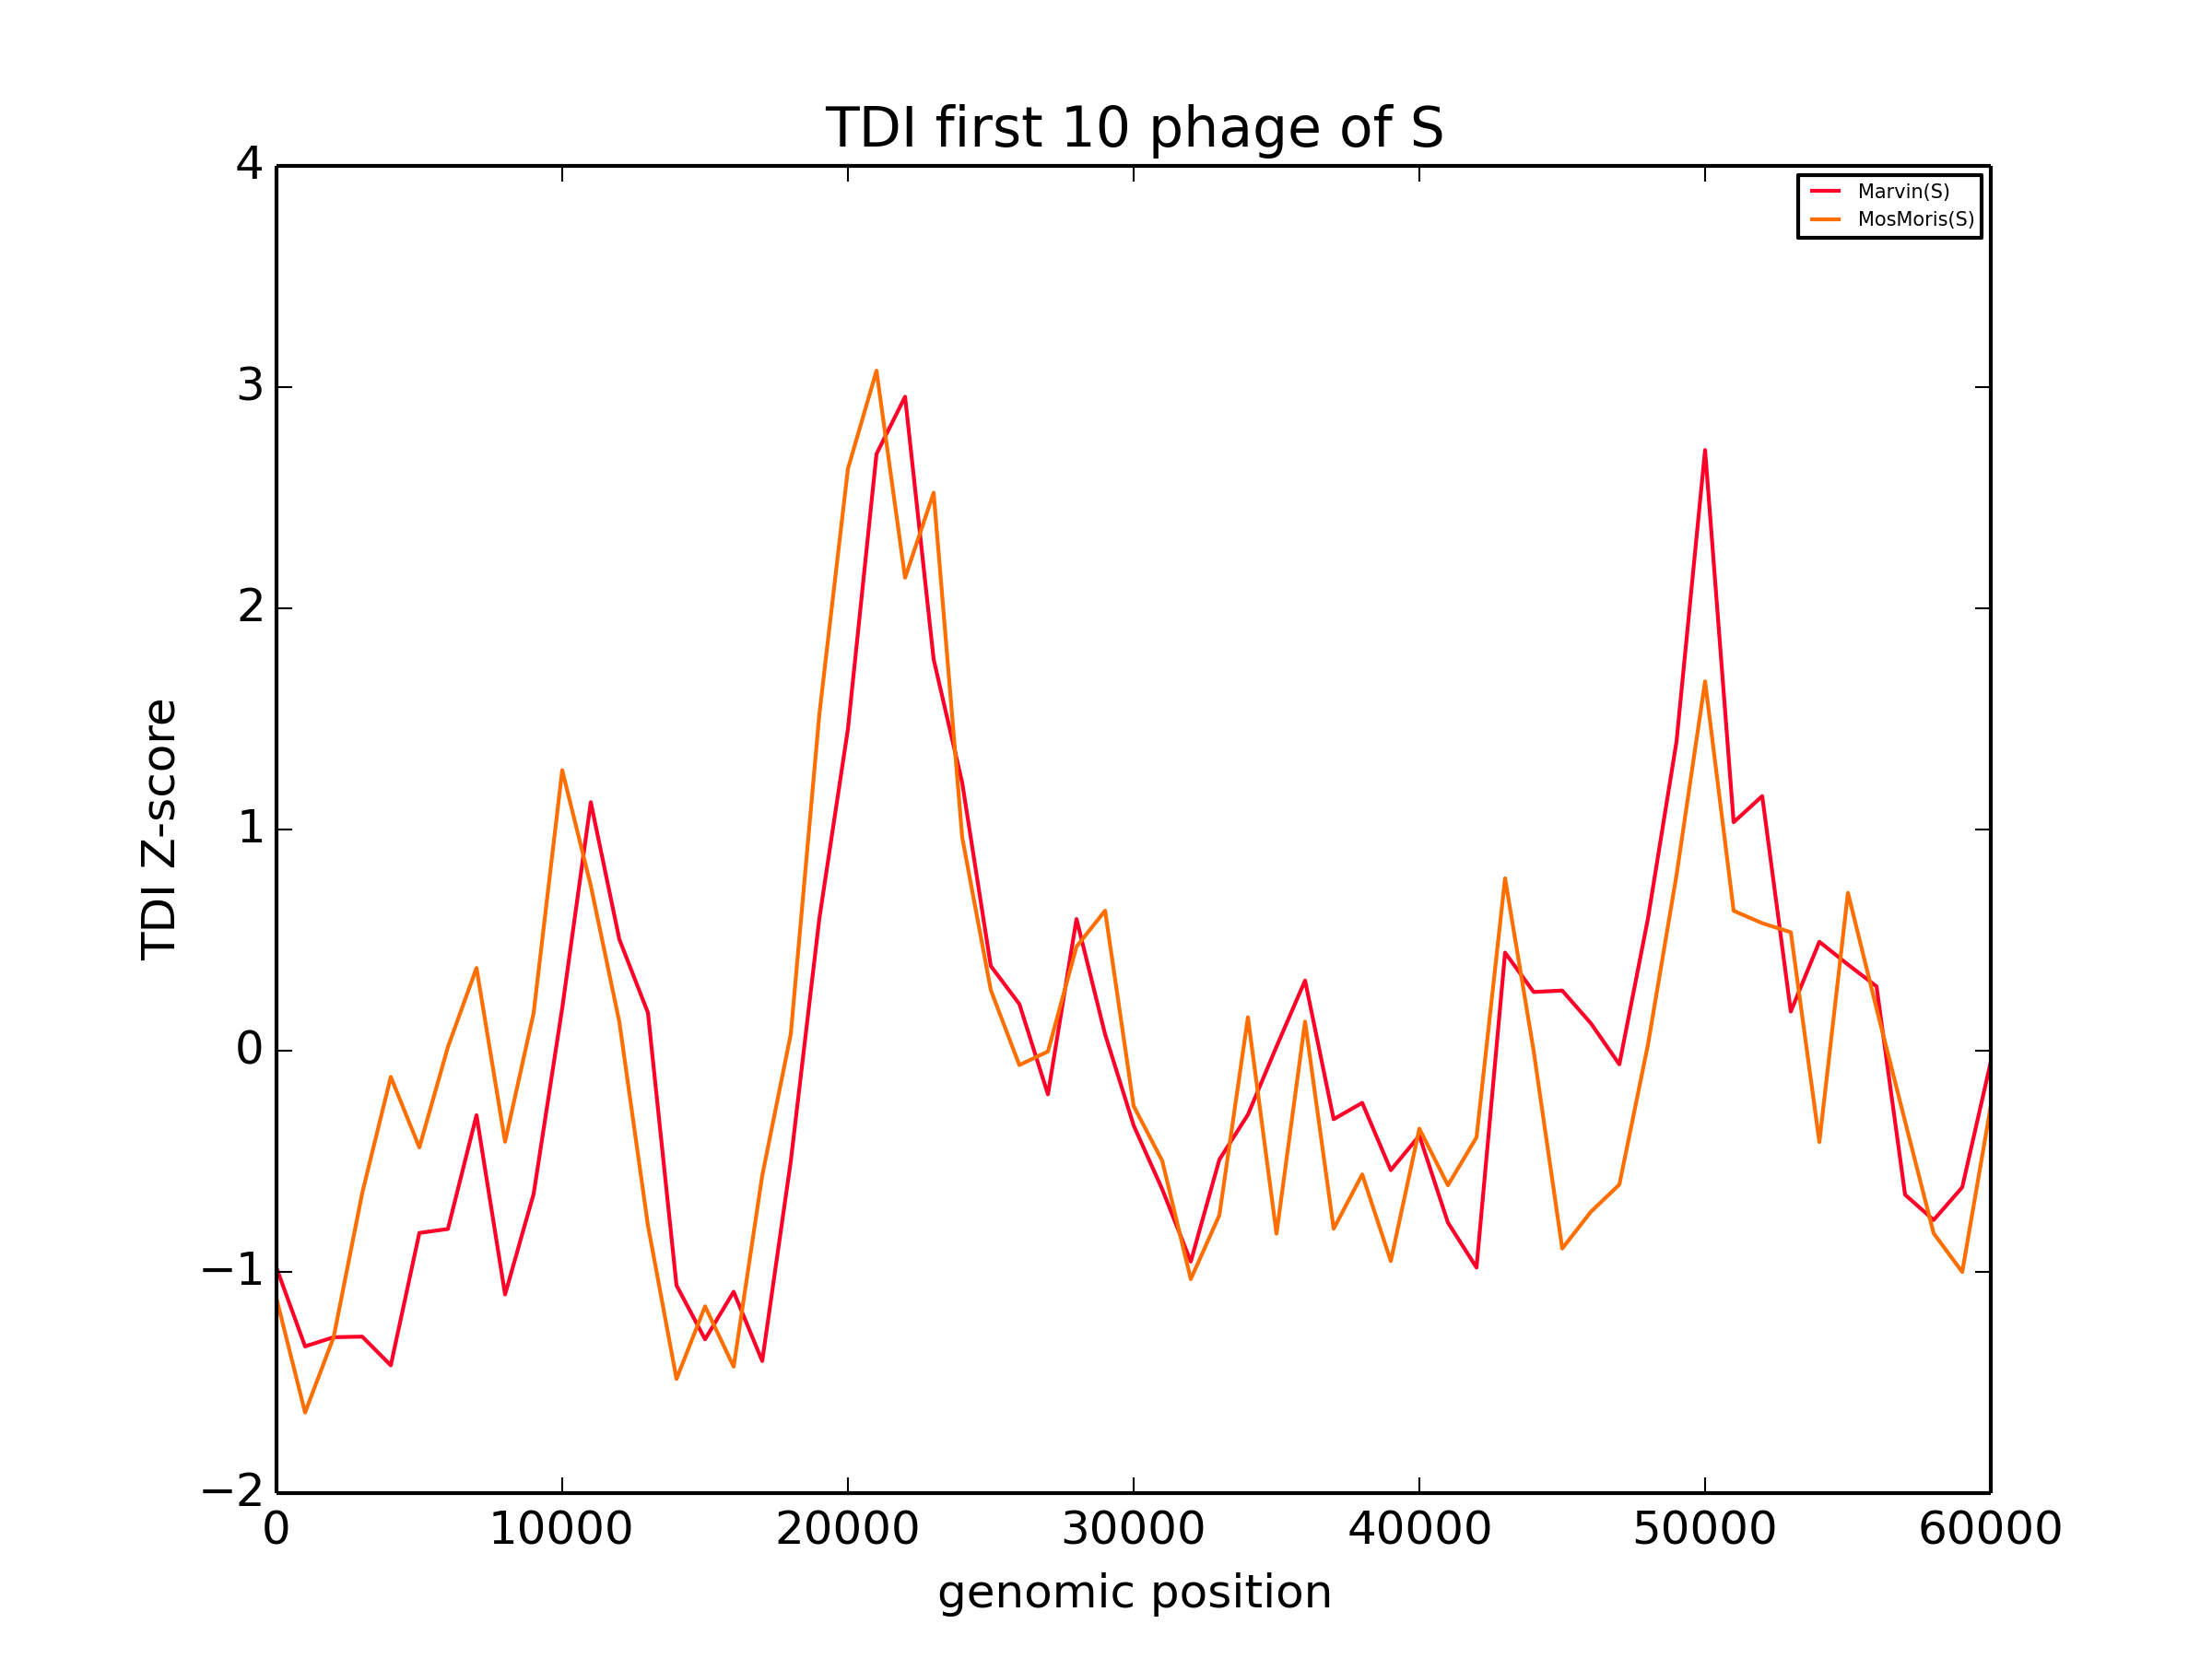 TDI first 10 phage of S
4
3
2
1
0
−1
−2
TDI Z-score
Marvin(S)
MosMoris(S)
0 10000 20000 30000 40000 50000 60000
genomic position